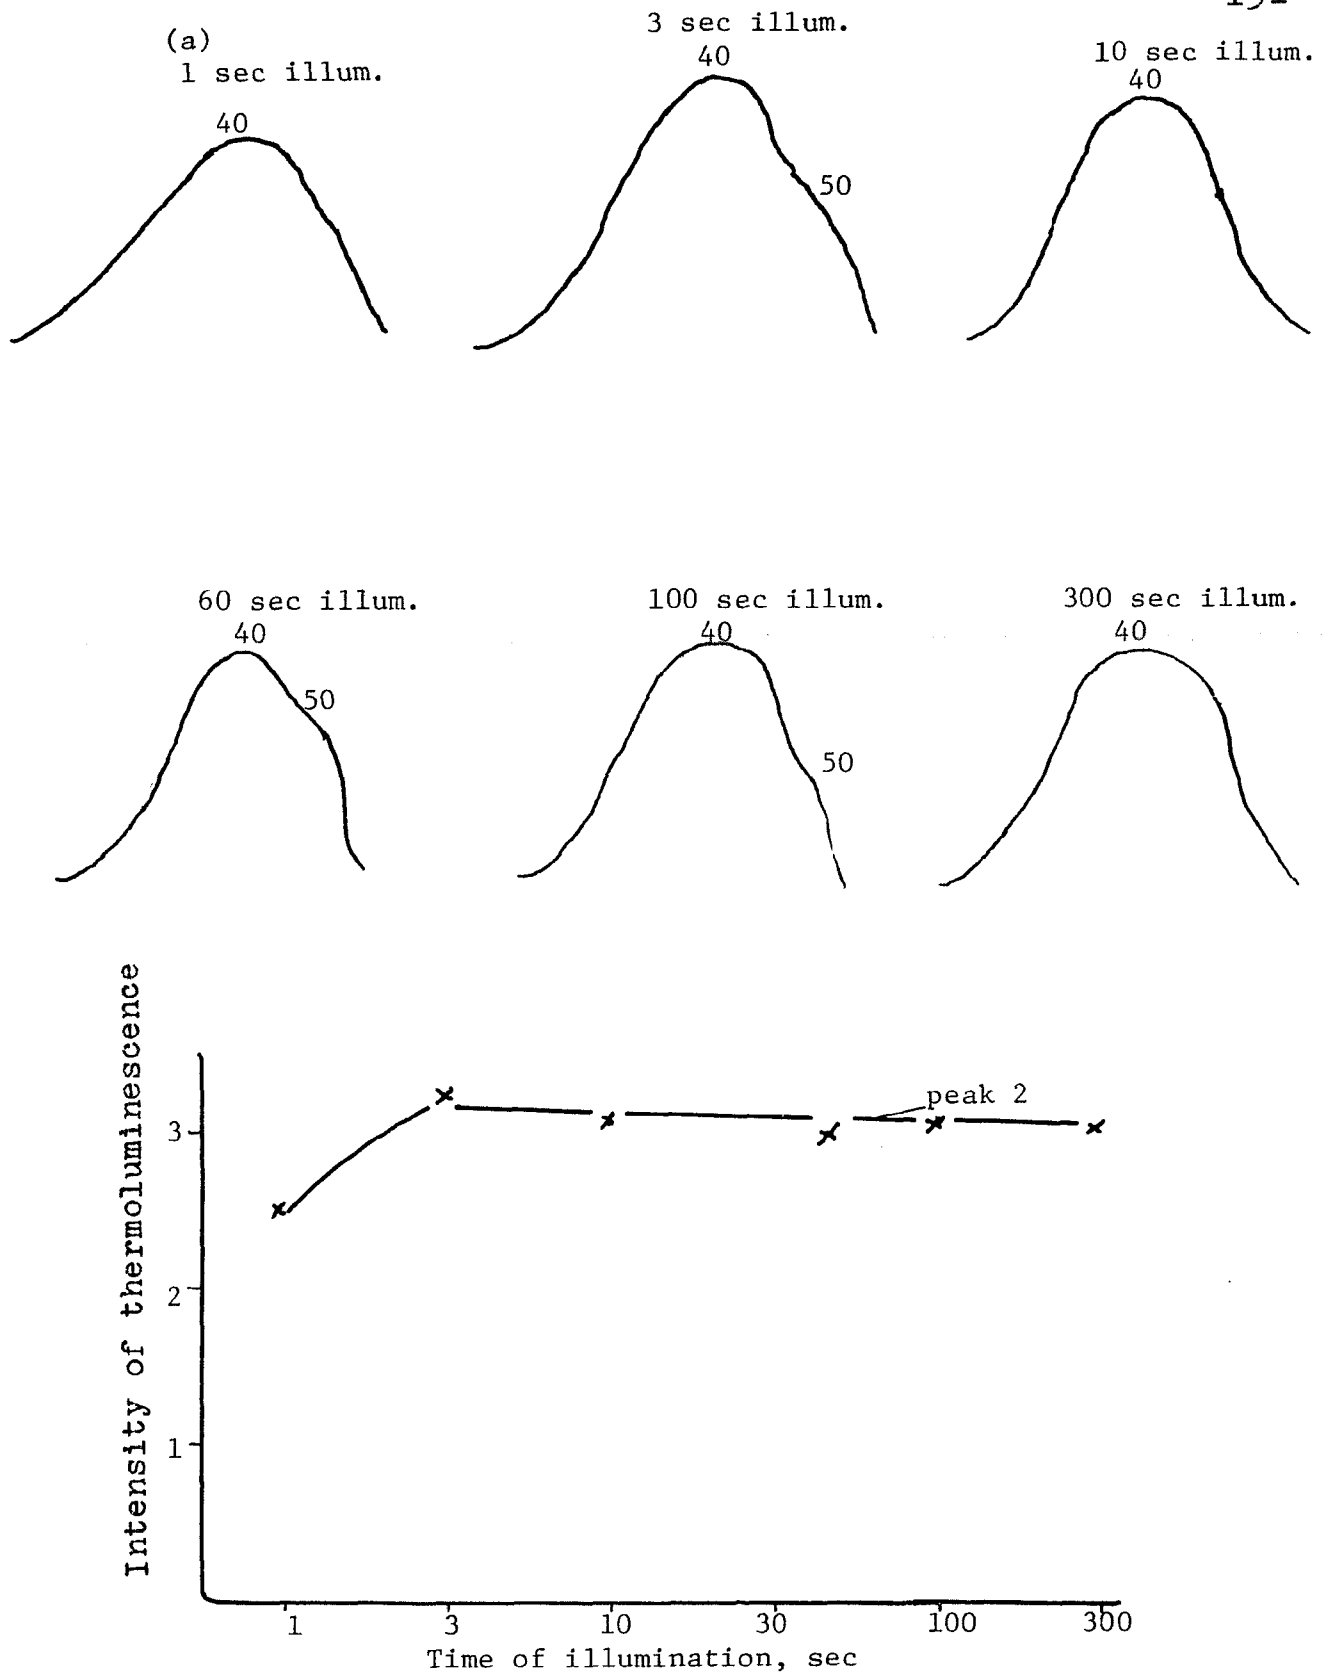 (a)
1 sec illum.
40
3 sec illum.
40
50
10 sec illum.
40
60 sec illum.
40
50
100 sec illum.
40
50
300 sec illum.
40
Intensity of thermoluminescence
3
2
1
peak 2
1 3 10 30 100 300
Time of illumination, sec